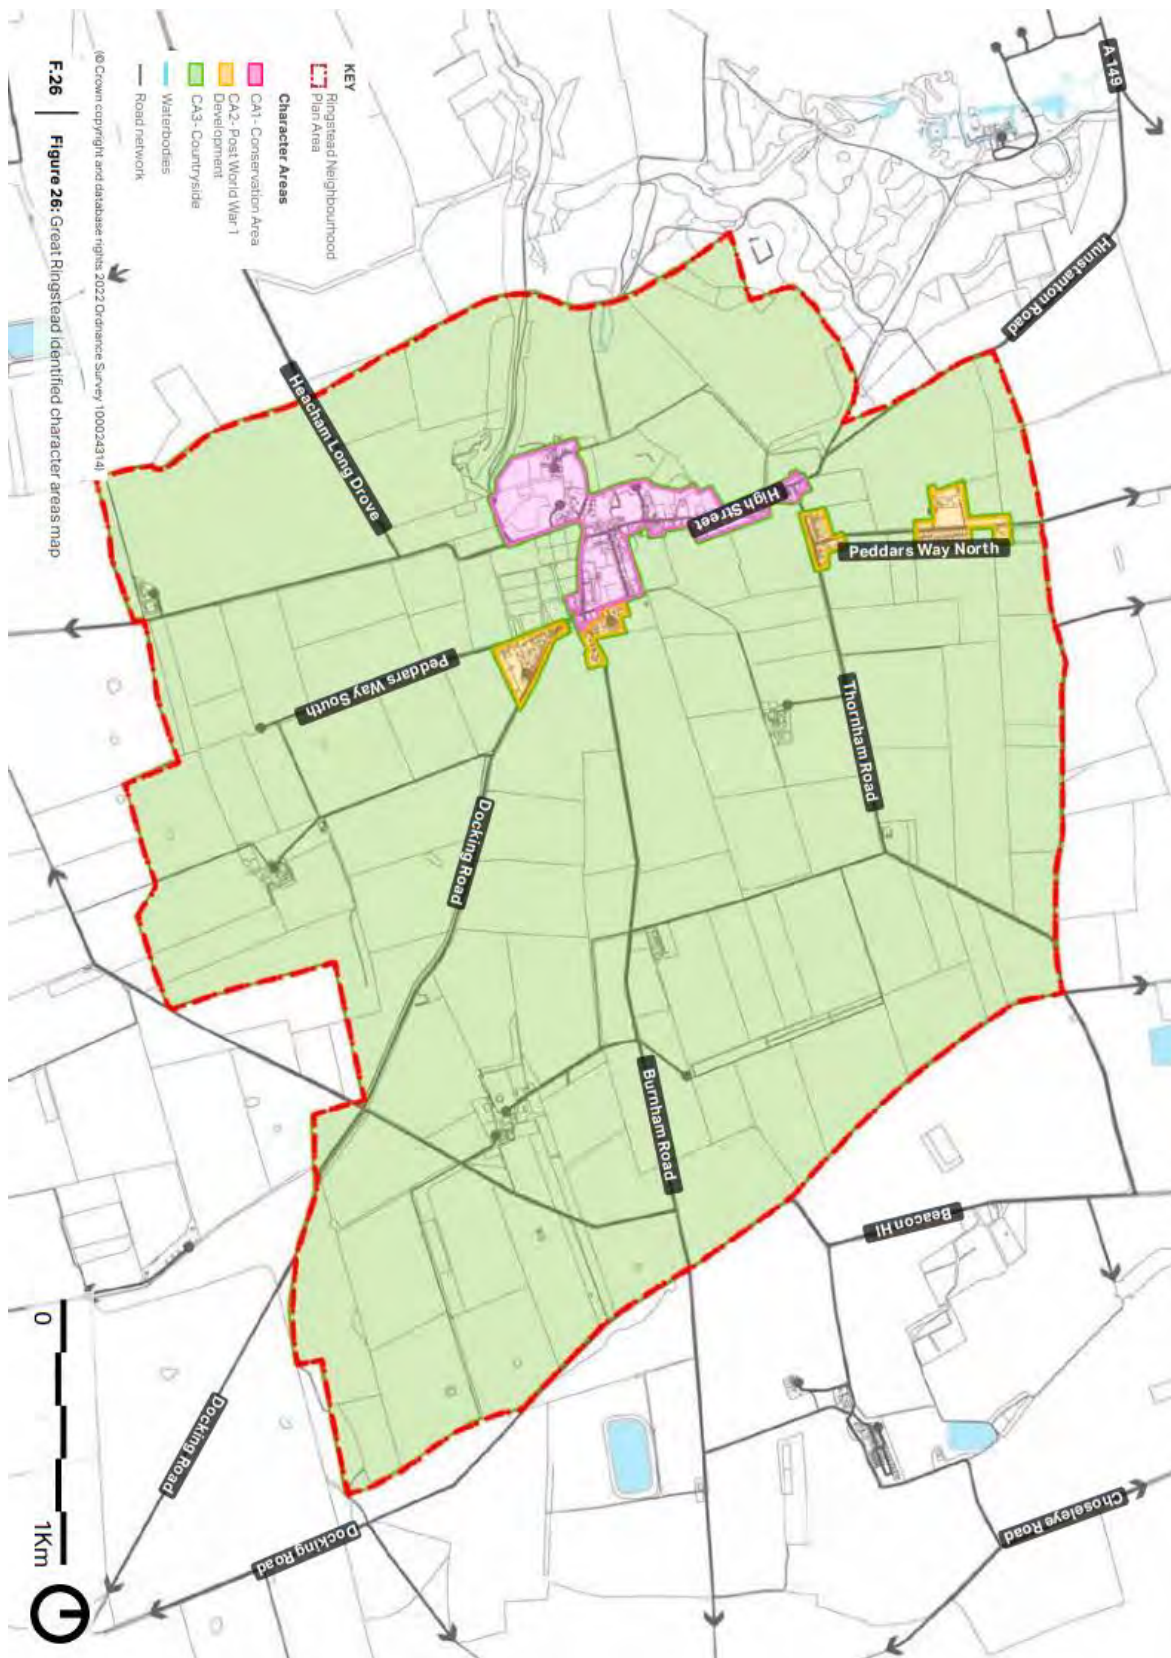 KEY
Ringstead Neighbourhood
Plan Area
Character Areas
CA1- Conservation Area
CA2- Post World War 1
Development
CA3- Countryside
Waterbodies
Road network
(© Crown copyright and database rights 2022 Ordnance Survey 100024314)
F.26
Figure 26: Great Ringstead identified character areas map
A 149
Hunstanton Road
High Street
Peddars Way North
Heacham Long Drove
Peddars Way South
Thornham Road
Docking Road
Burnham Road
Beacon Hl
Choseleye Road
Docking Road
Docking Road
0
1Km